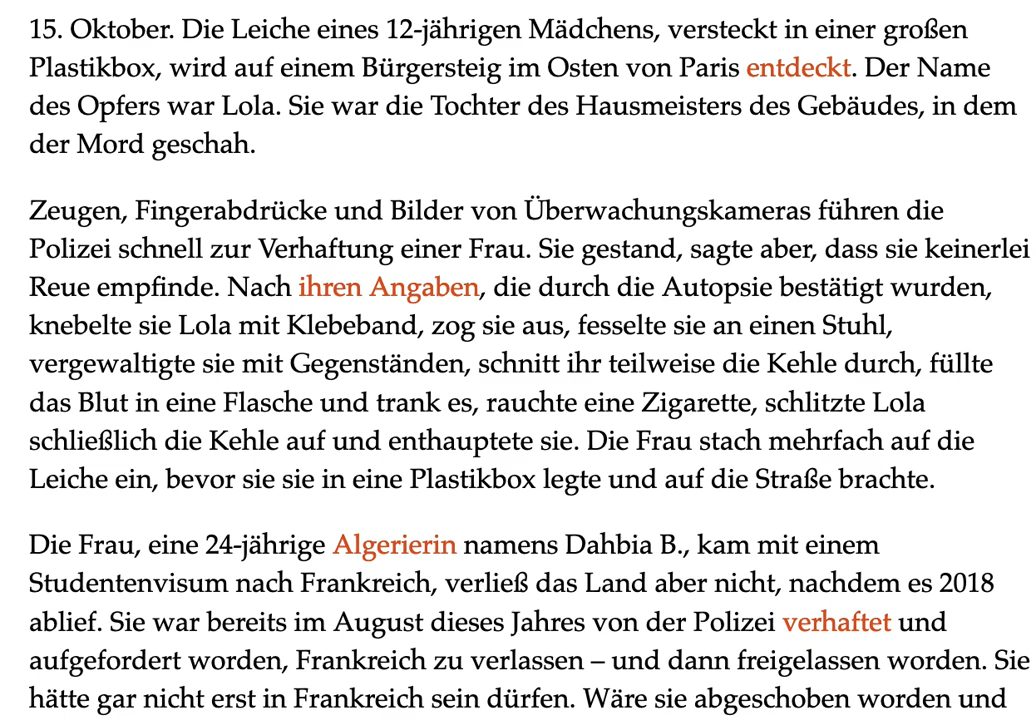 15. Oktober. Die Leiche eines 12-jährigen Mädchens, versteckt in einer großen
Plastikbox, wird auf einem Bürgersteig im Osten von Paris entdeckt. Der Name
des Opfers war Lola. Sie war die Tochter des Hausmeisters des Gebäudes, in dem
der Mord geschah.
Zeugen, Fingerabdrücke und Bilder von Überwachungskameras führen die
Polizei schnell zur Verhaftung einer Frau. Sie gestand, sagte aber, dass sie keinerlei
Reue empfinde. Nach ihren Angaben, die durch die Autopsie bestätigt wurden,
knebelte sie Lola mit Klebeband, zog sie aus, fesselte sie an einen Stuhl,
vergewaltigte sie mit Gegenständen, schnitt ihr teilweise die Kehle durch, füllte
das Blut in eine Flasche und trank es, rauchte eine Zigarette, schlitzte Lola
schließlich die Kehle auf und enthauptete sie. Die Frau stach mehrfach auf die
Leiche ein, bevor sie sie in eine Plastikbox legte und auf die Straße brachte.
Die Frau, eine 24-jährige Algerierin namens Dahbia B., kam mit einem
Studentenvisum nach Frankreich, verließ das Land aber nicht, nachdem es 2018
ablief. Sie war bereits im August dieses Jahres von der Polizei verhaftet und
aufgefordert worden, Frankreich zu verlassen – und dann freigelassen worden. Sie
hätte gar nicht erst in Frankreich sein dürfen. Wäre sie abgeschoben worden und